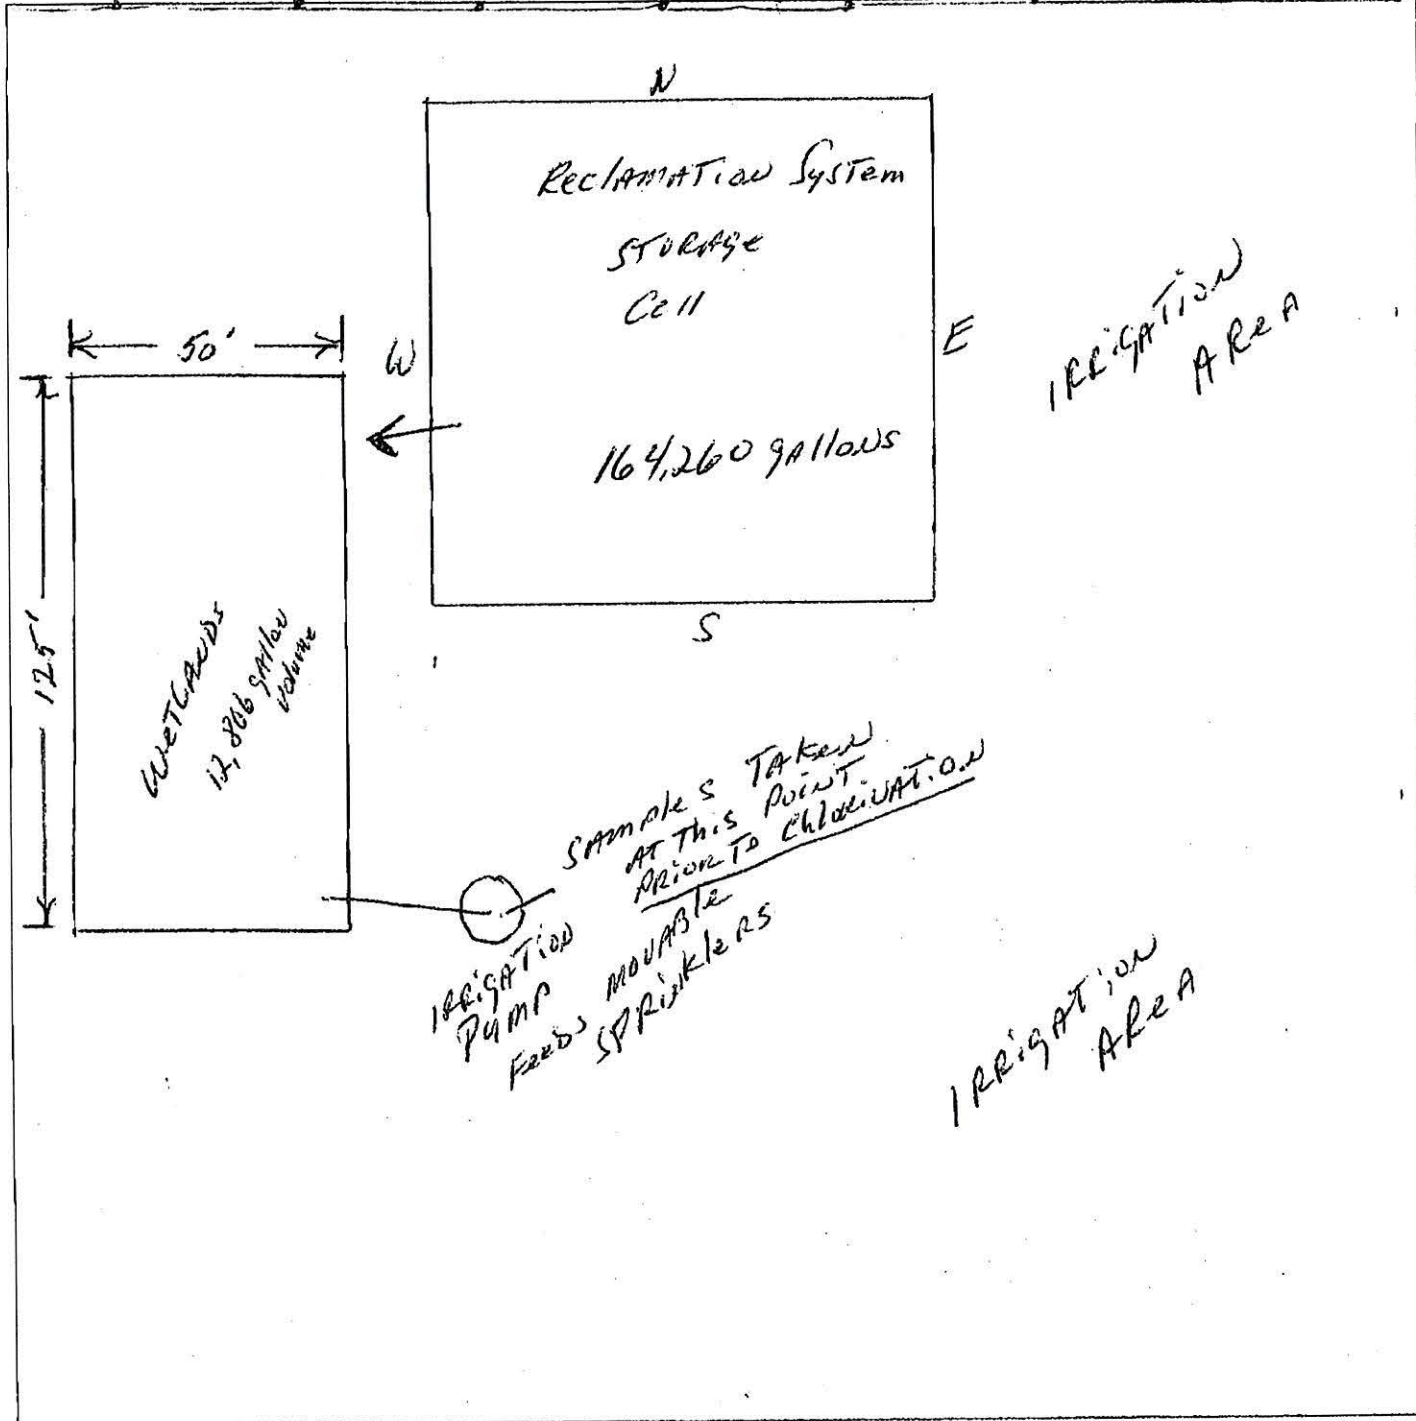 N
Reclamation System
Storage
Cell
164,260 gallons
W
E
S
50'
125'
Wetlands
12,806 gallon
volume
Irrigation
Area
Samples Taken
At This Point
Prior To Chlorination
Irrigation
Pump
Feeds Movable
Sprinklers
Irrigation
Area